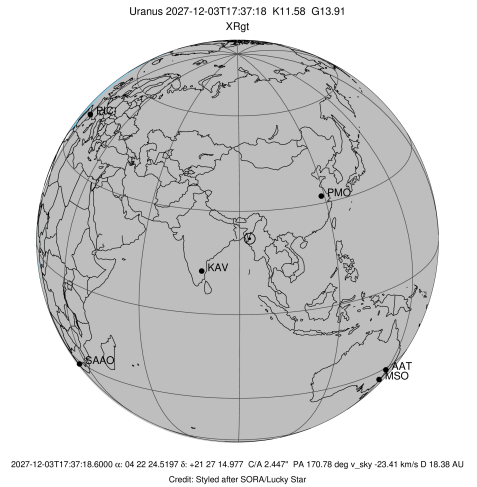 Uranus 2027-12-03T17:37:18 K11.58 G13.91
XRgt
PMO
KAV
SAAO
AAT
MSO
2027-12-03T17:37:18.6000 α: 04 22 24.5197 δ: +21 27 14.977 C/A 2.447" PA 170.78 deg v_sky -23.41 km/s D 18.38 AU
Credit: Styled after SORA/Lucky Star